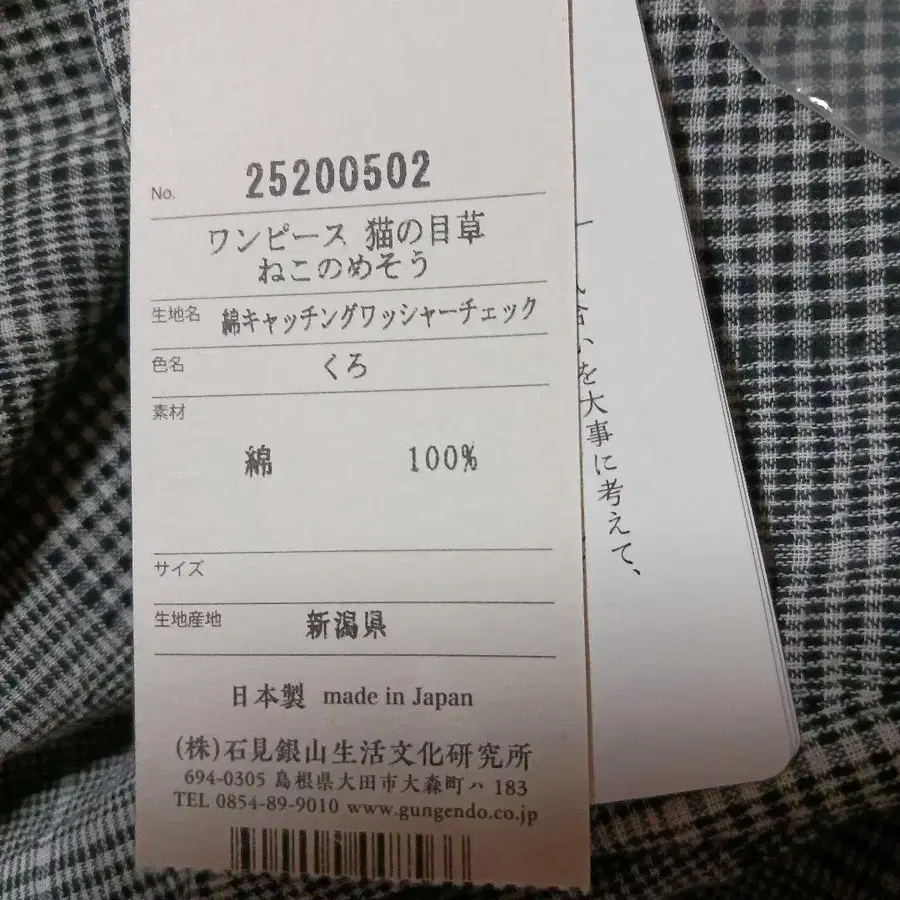 No. 25200502
ワンピース 猫の目草
ねこのめそう
生地名 綿キャッチングワッシャーチェック
色名 くろ
素材
綿 100%
サイズ
生地産地 新潟県
日本製 made in Japan
(株)石見銀山生活文化研究所
694-0305 島根県大田市大森町ハ 183
TEL 0854-89-9010 www.gungendo.co.jp
を大事に考えて、